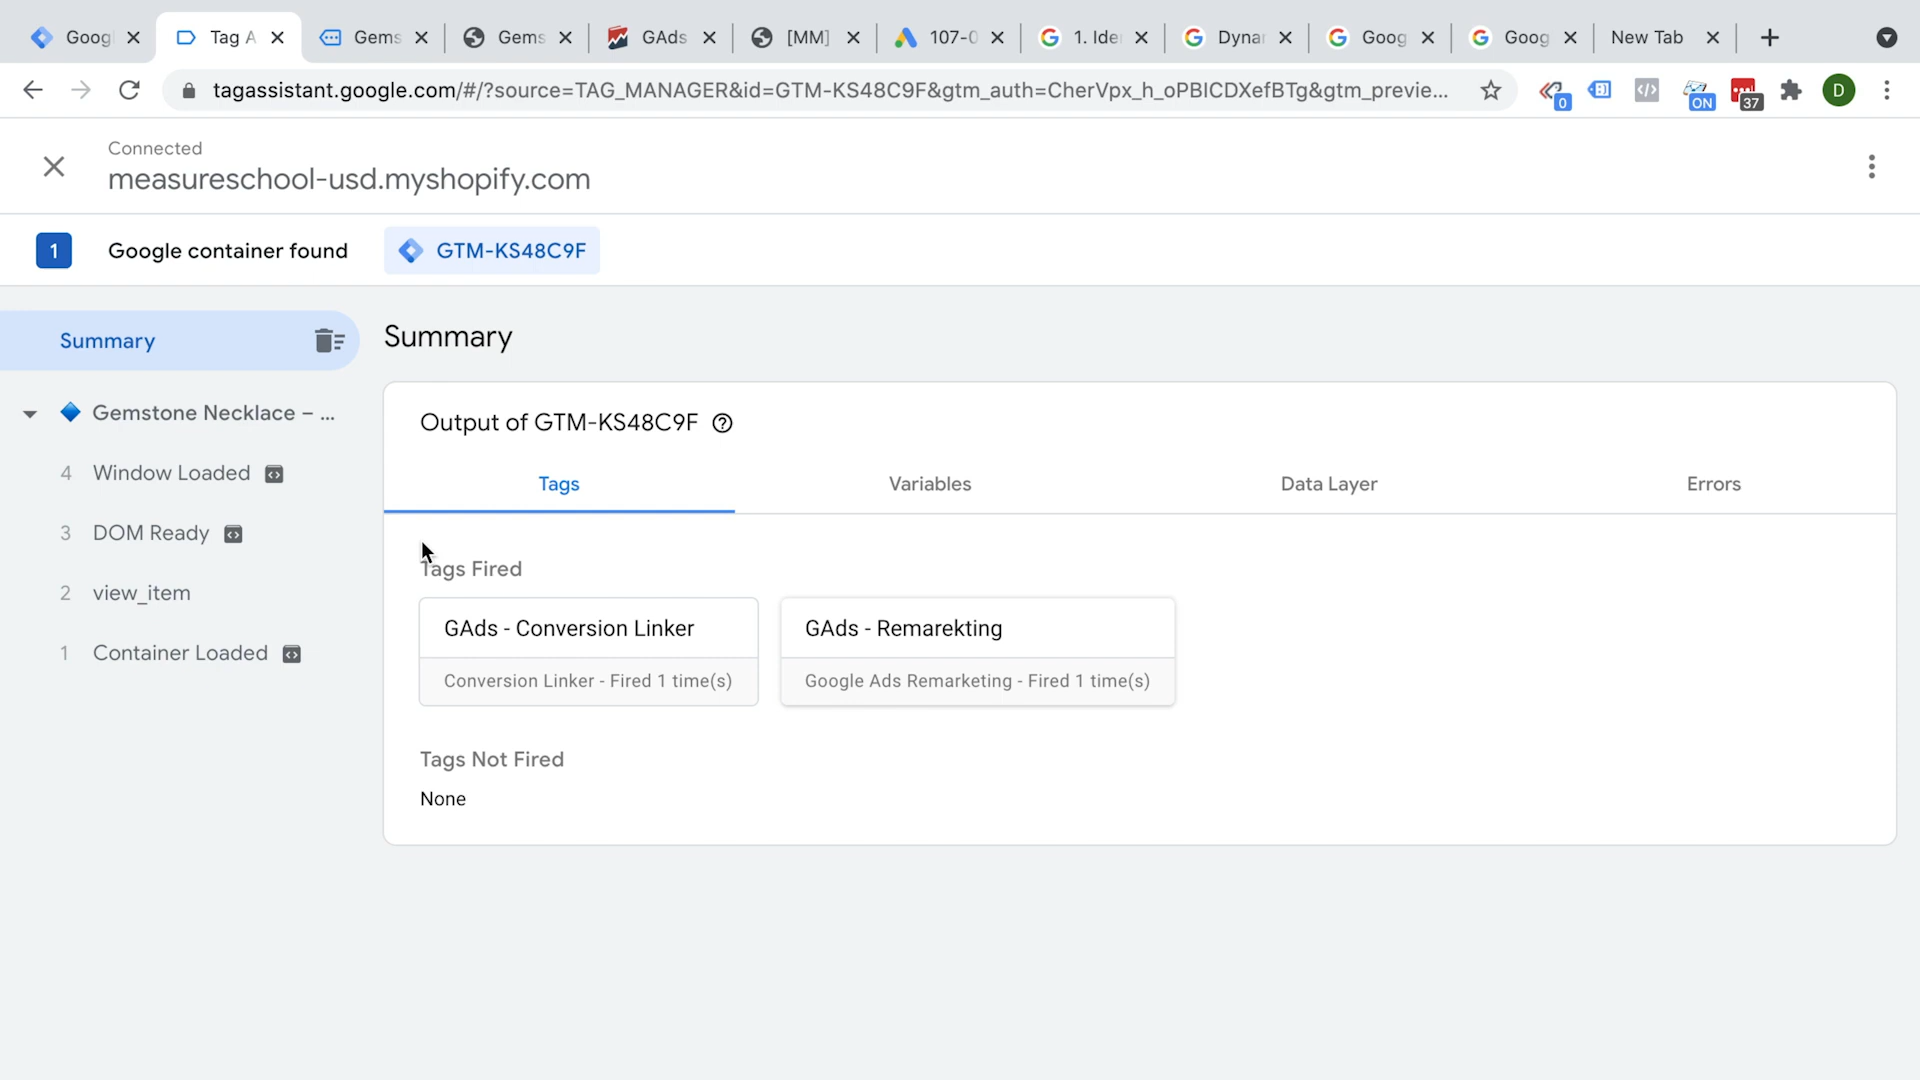 Googl
Tag A
Gems
Gems
GAds
[MM]
107-0
1. Ide
Dynar
Goog
Goog
New Tab
tagassistant.google.com/#/?source=TAG_MANAGER&id=GTM-KS48C9F&gtm_auth=CherVpx_h_oPBICDXefBTg&gtm_previe...
0
ON
37
D
Connected
measureschool-usd.myshopify.com
1 Google container found GTM-KS48C9F
Summary
Gemstone Necklace – ...
4 Window Loaded
3 DOM Ready
2 view_item
1 Container Loaded
Summary
Output of GTM-KS48C9F
Tags Variables Data Layer Errors
Tags Fired
GAds - Conversion Linker
Conversion Linker - Fired 1 time(s)
GAds - Remarekting
Google Ads Remarketing - Fired 1 time(s)
Tags Not Fired
None